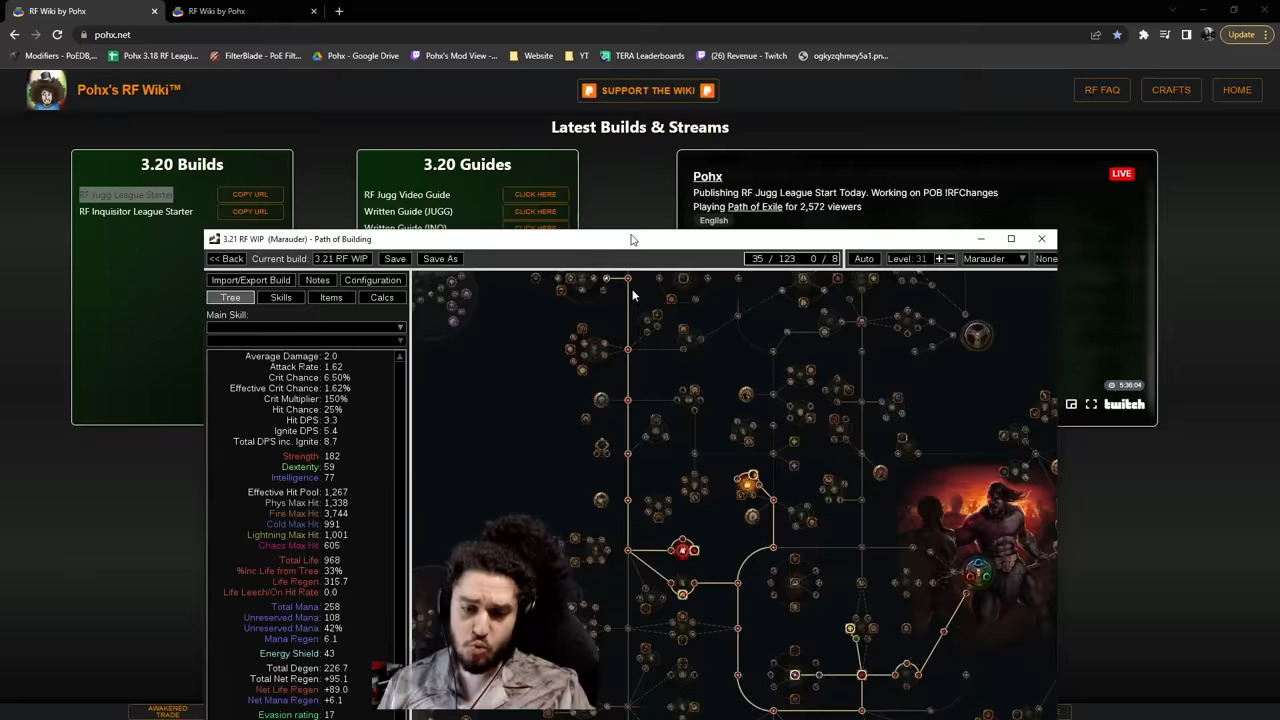 RF Wiki by Pohx
RF Wiki by Pohx
pohx.net
Update
Modifiers - PoEDB,...
Pohx 3.18 RF Leagu...
FilterBlade - PoE Filt...
Pohx - Google Drive
Pohx's Mod View -...
Website
YT
TERA Leaderboards
(26) Revenue - Twitch
ogkyzqhmey5a1.pn...
Pohx's RF Wiki™
SUPPORT THE WIKI
RF FAQ
CRAFTS
HOME
Latest Builds & Streams
3.20 Builds
RF Jugg League Starter
COPY URL
RF Inquisitor League Starter
COPY URL
3.20 Guides
RF Jugg Video Guide
CLICK HERE
Written Guide (JUGG)
CLICK HERE
Written Guide (INQ)
CLICK HERE
Pohx
LIVE
Publishing RF Jugg League Start Today. Working on POB !RFChanges
Playing Path of Exile for 2,572 viewers
English
5:36:04
twitch
3.21 RF WIP (Marauder) - Path of Building
<< Back
Current build:
3.21 RF WIP
Save
Save As
35 / 123 0 / 8
Auto
Level: 31
Marauder
None
Import/Export Build
Notes
Configuration
Tree
Skills
Items
Calcs
Main Skill:
Average Damage: 2.0
Attack Rate: 1.62
Crit Chance: 6.50%
Effective Crit Chance: 1.62%
Crit Multiplier: 150%
Hit Chance: 25%
Hit DPS: 3.3
Ignite DPS: 5.4
Total DPS inc. Ignite: 8.7
Strength: 182
Dexterity: 59
Intelligence: 77
Effective Hit Pool: 1,267
Phys Max Hit: 1,338
Fire Max Hit: 3,744
Cold Max Hit: 991
Lightning Max Hit: 1,001
Chaos Max Hit: 605
Total Life: 968
%Inc Life from Tree: 33%
Life Regen: 315.7
Life Leech/On Hit Rate: 0.0
Total Mana: 258
Unreserved Mana: 108
Unreserved Mana: 42%
Mana Regen: 6.1
Energy Shield: 43
Total Degen: 226.7
Total Net Regen: +95.1
Net Life Regen: +89.0
Net Mana Regen: +6.1
Evasion rating: 17
AWAKENED
TRADE